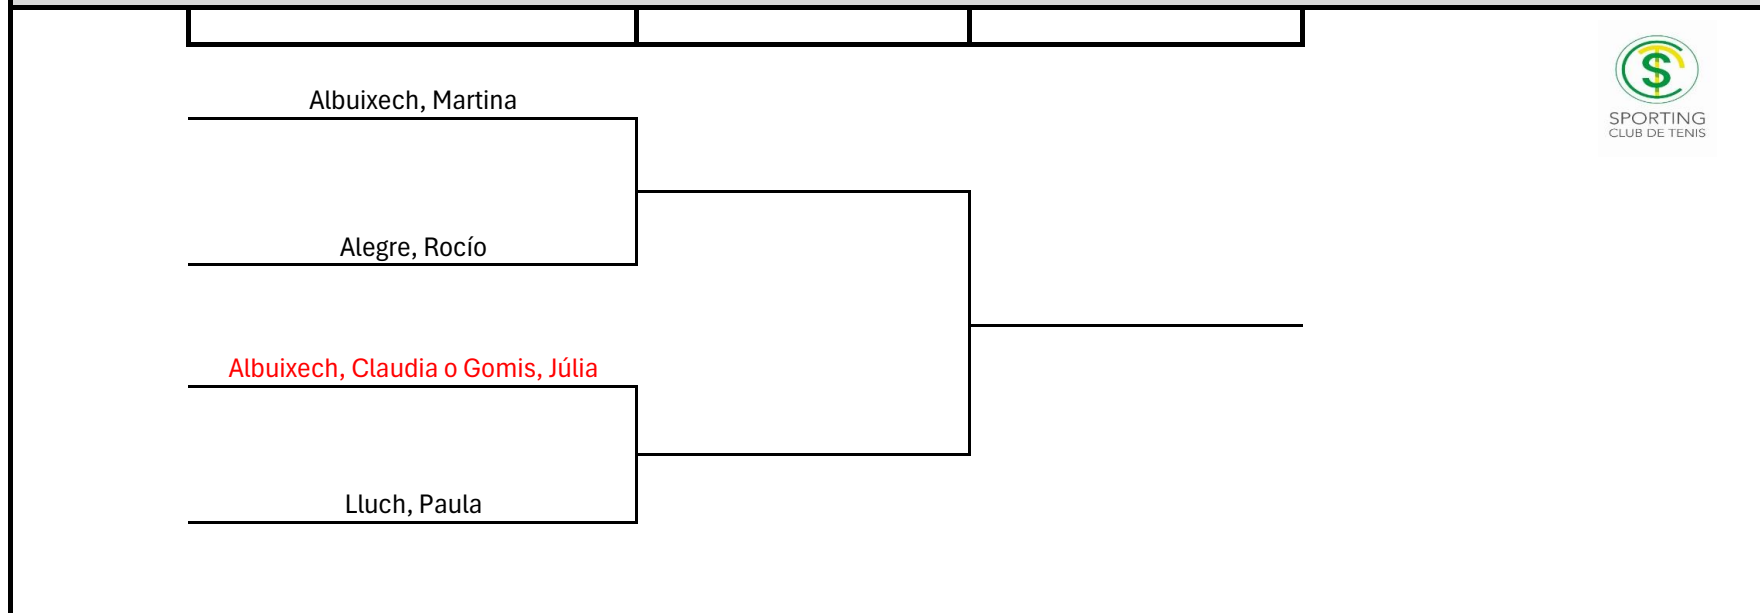 Albuixech, Martina
SPORTING
CLUB DE TENIS
Alegre, Rocío
Albuixech, Claudia o Gomis, Júlia
Lluch, Paula